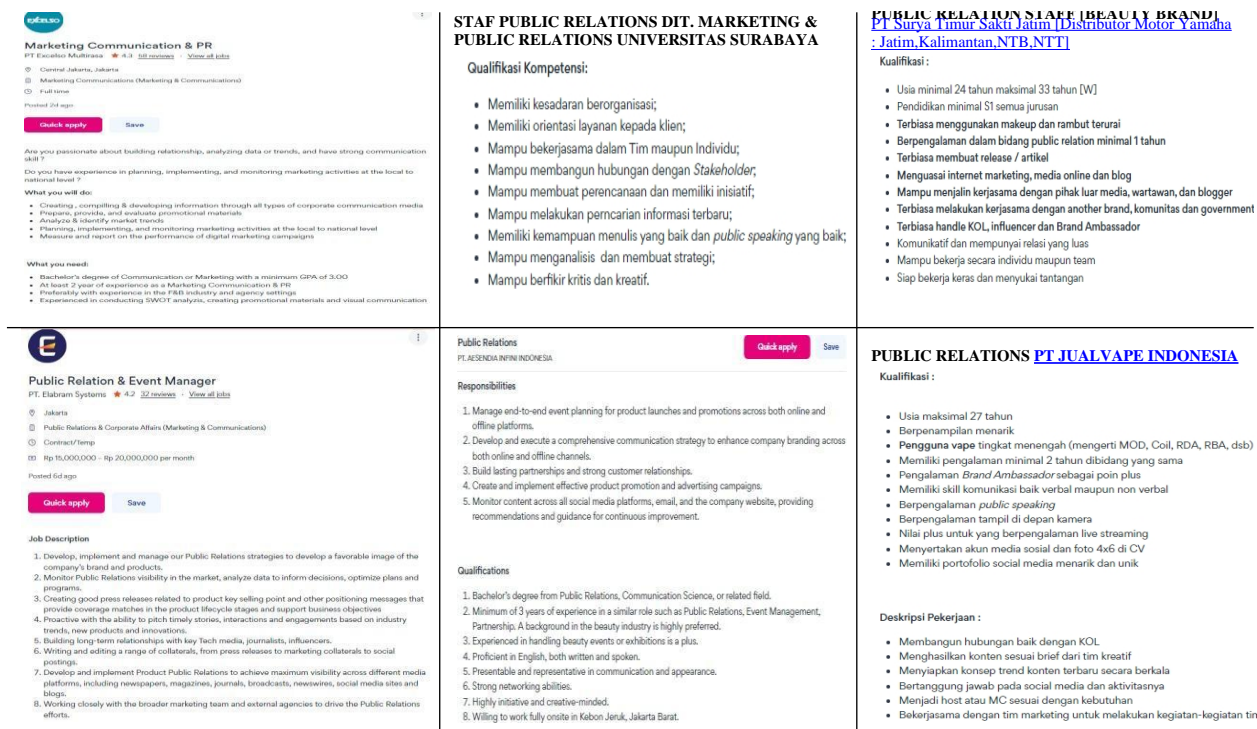 EXCELSO
Marketing Communication & PR
PT Excelso Multirasa ★ 4.3 58 reviews · View all jobs
Central Jakarta, Jakarta
Marketing Communications (Marketing & Communications)
Full time
Posted 2d ago
Quick apply Save
Are you passionate about building relationship, analyzing data or trends, and have strong communication
skill ?
Do you have experience in planning, implementing, and monitoring marketing activities at the local to
national level ?
What you will do:
• Creating , compiling & developing information through all types of corporate communication media
• Prepare, provide, and evaluate promotional materials
• Analyze & identify market trends
• Planning, implementing, and monitoring marketing activities at the local to national level
• Measure and report on the performance of digital marketing campaigns
What you need:
• Bachelor's degree of Communication or Marketing with a minimum GPA of 3.00
• At least 2 year of experience as a Marketing Communication & PR
• Preferably with experience in the F&B industry and agency settings
• Experienced in conducting SWOT analysis, creating promotional materials and visual communication
STAF PUBLIC RELATIONS DIT. MARKETING &
PUBLIC RELATIONS UNIVERSITAS SURABAYA
Qualifikasi Kompetensi:
• Memiliki kesadaran berorganisasi;
• Memiliki orientasi layanan kepada klien;
• Mampu bekerjasama dalam Tim maupun Individu;
• Mampu membangun hubungan dengan Stakeholder;
• Mampu membuat perencanaan dan memiliki inisiatif;
• Mampu melakukan perncarian informasi terbaru;
• Memiliki kemampuan menulis yang baik dan public speaking yang baik;
• Mampu menganalisis dan membuat strategi;
• Mampu berfikir kritis dan kreatif.
PUBLIC RELATION STAFF [BEAUTY BRAND]
PT Surya Timur Sakti Jatim [Distributor Motor Yamaha
: Jatim,Kalimantan,NTB,NTT]
Kualifikasi :
• Usia minimal 24 tahun maksimal 33 tahun [W]
• Pendidikan minimal S1 semua jurusan
• Terbiasa menggunakan makeup dan rambut terurai
• Berpengalaman dalam bidang public relation minimal 1 tahun
• Terbiasa membuat release / artikel
• Menguasai internet marketing, media online dan blog
• Mampu menjalin kerjasama dengan pihak luar media, wartawan, dan blogger
• Terbiasa melakukan kerjasama dengan another brand, komunitas dan government
• Terbiasa handle KOL, influencer dan Brand Ambassador
• Komunikatif dan mempunyai relasi yang luas
• Mampu bekerja secara individu maupun team
• Siap bekerja keras dan menyukai tantangan
Public Relation & Event Manager
PT. Elabram Systems ★ 4.2 32 reviews · View all jobs
Jakarta
Public Relations & Corporate Affairs (Marketing & Communications)
Contract/Temp
Rp 15,000,000 – Rp 20,000,000 per month
Posted 6d ago
Quick apply Save
Job Description
1. Develop, implement and manage our Public Relations strategies to develop a favorable image of the
company's brand and products.
2. Monitor Public Relations visibility in the market, analyze data to inform decisions, optimize plans and
programs.
3. Creating good press releases related to product key selling point and other positioning messages that
provide coverage matches in the product lifecycle stages and support business objectives
4. Proactive with the ability to pitch timely stories, interactions and engagements based on industry
trends, new products and innovations.
5. Building long-term relationships with key Tech media, journalists, influencers.
6. Writing and editing a range of collaterals, from press releases to marketing collaterals to social
postings.
7. Develop and implement Product Public Relations to achieve maximum visibility across different media
platforms, including newspapers, magazines, journals, broadcasts, newswires, social media sites and
blogs.
8. Working closely with the broader marketing team and external agencies to drive the Public Relations
efforts.
Public Relations
PT. AESENDIA INFINI INDONESIA
Quick apply Save
Responsibilities
1. Manage end-to-end event planning for product launches and promotions across both online and
offline platforms.
2. Develop and execute a comprehensive communication strategy to enhance company branding across
both online and offline channels.
3. Build lasting partnerships and strong customer relationships.
4. Create and implement effective product promotion and advertising campaigns.
5. Monitor content across all social media platforms, email, and the company website, providing
recommendations and guidance for continuous improvement.
Qualifications
1. Bachelor's degree from Public Relations, Communication Science, or related field.
2. Minimum of 3 years of experience in a similar role such as Public Relations, Event Management,
Partnership. A background in the beauty industry is highly preferred.
3. Experienced in handling beauty events or exhibitions is a plus.
4. Proficient in English, both written and spoken.
5. Presentable and representative in communication and appearance.
6. Strong networking abilities.
7. Highly initiative and creative-minded.
8. Willing to work fully onsite in Kebon Jeruk, Jakarta Barat.
PUBLIC RELATIONS PT JUALVAPE INDONESIA
Kualifikasi :
• Usia maksimal 27 tahun
• Berpenampilan menarik
• Pengguna vape tingkat menengah (mengerti MOD, Coil, RDA, RBA, dsb)
• Memiliki pengalaman minimal 2 tahun dibidang yang sama
• Pengalaman Brand Ambassador sebagai poin plus
• Memiliki skill komunikasi baik verbal maupun non verbal
• Berpengalaman public speaking
• Berpengalaman tampil di depan kamera
• Nilai plus untuk yang berpengalaman live streaming
• Menyertakan akun media sosial dan foto 4x6 di CV
• Memiliki portofolio social media menarik dan unik
Deskripsi Pekerjaan :
• Membangun hubungan baik dengan KOL
• Menghasilkan konten sesuai brief dari tim kreatif
• Menyiapkan konsep trend konten terbaru secara berkala
• Bertanggung jawab pada social media dan aktivitasnya
• Menjadi host atau MC sesuai dengan kebutuhan
• Bekerjasama dengan tim marketing untuk melakukan kegiatan-kegiatan tin